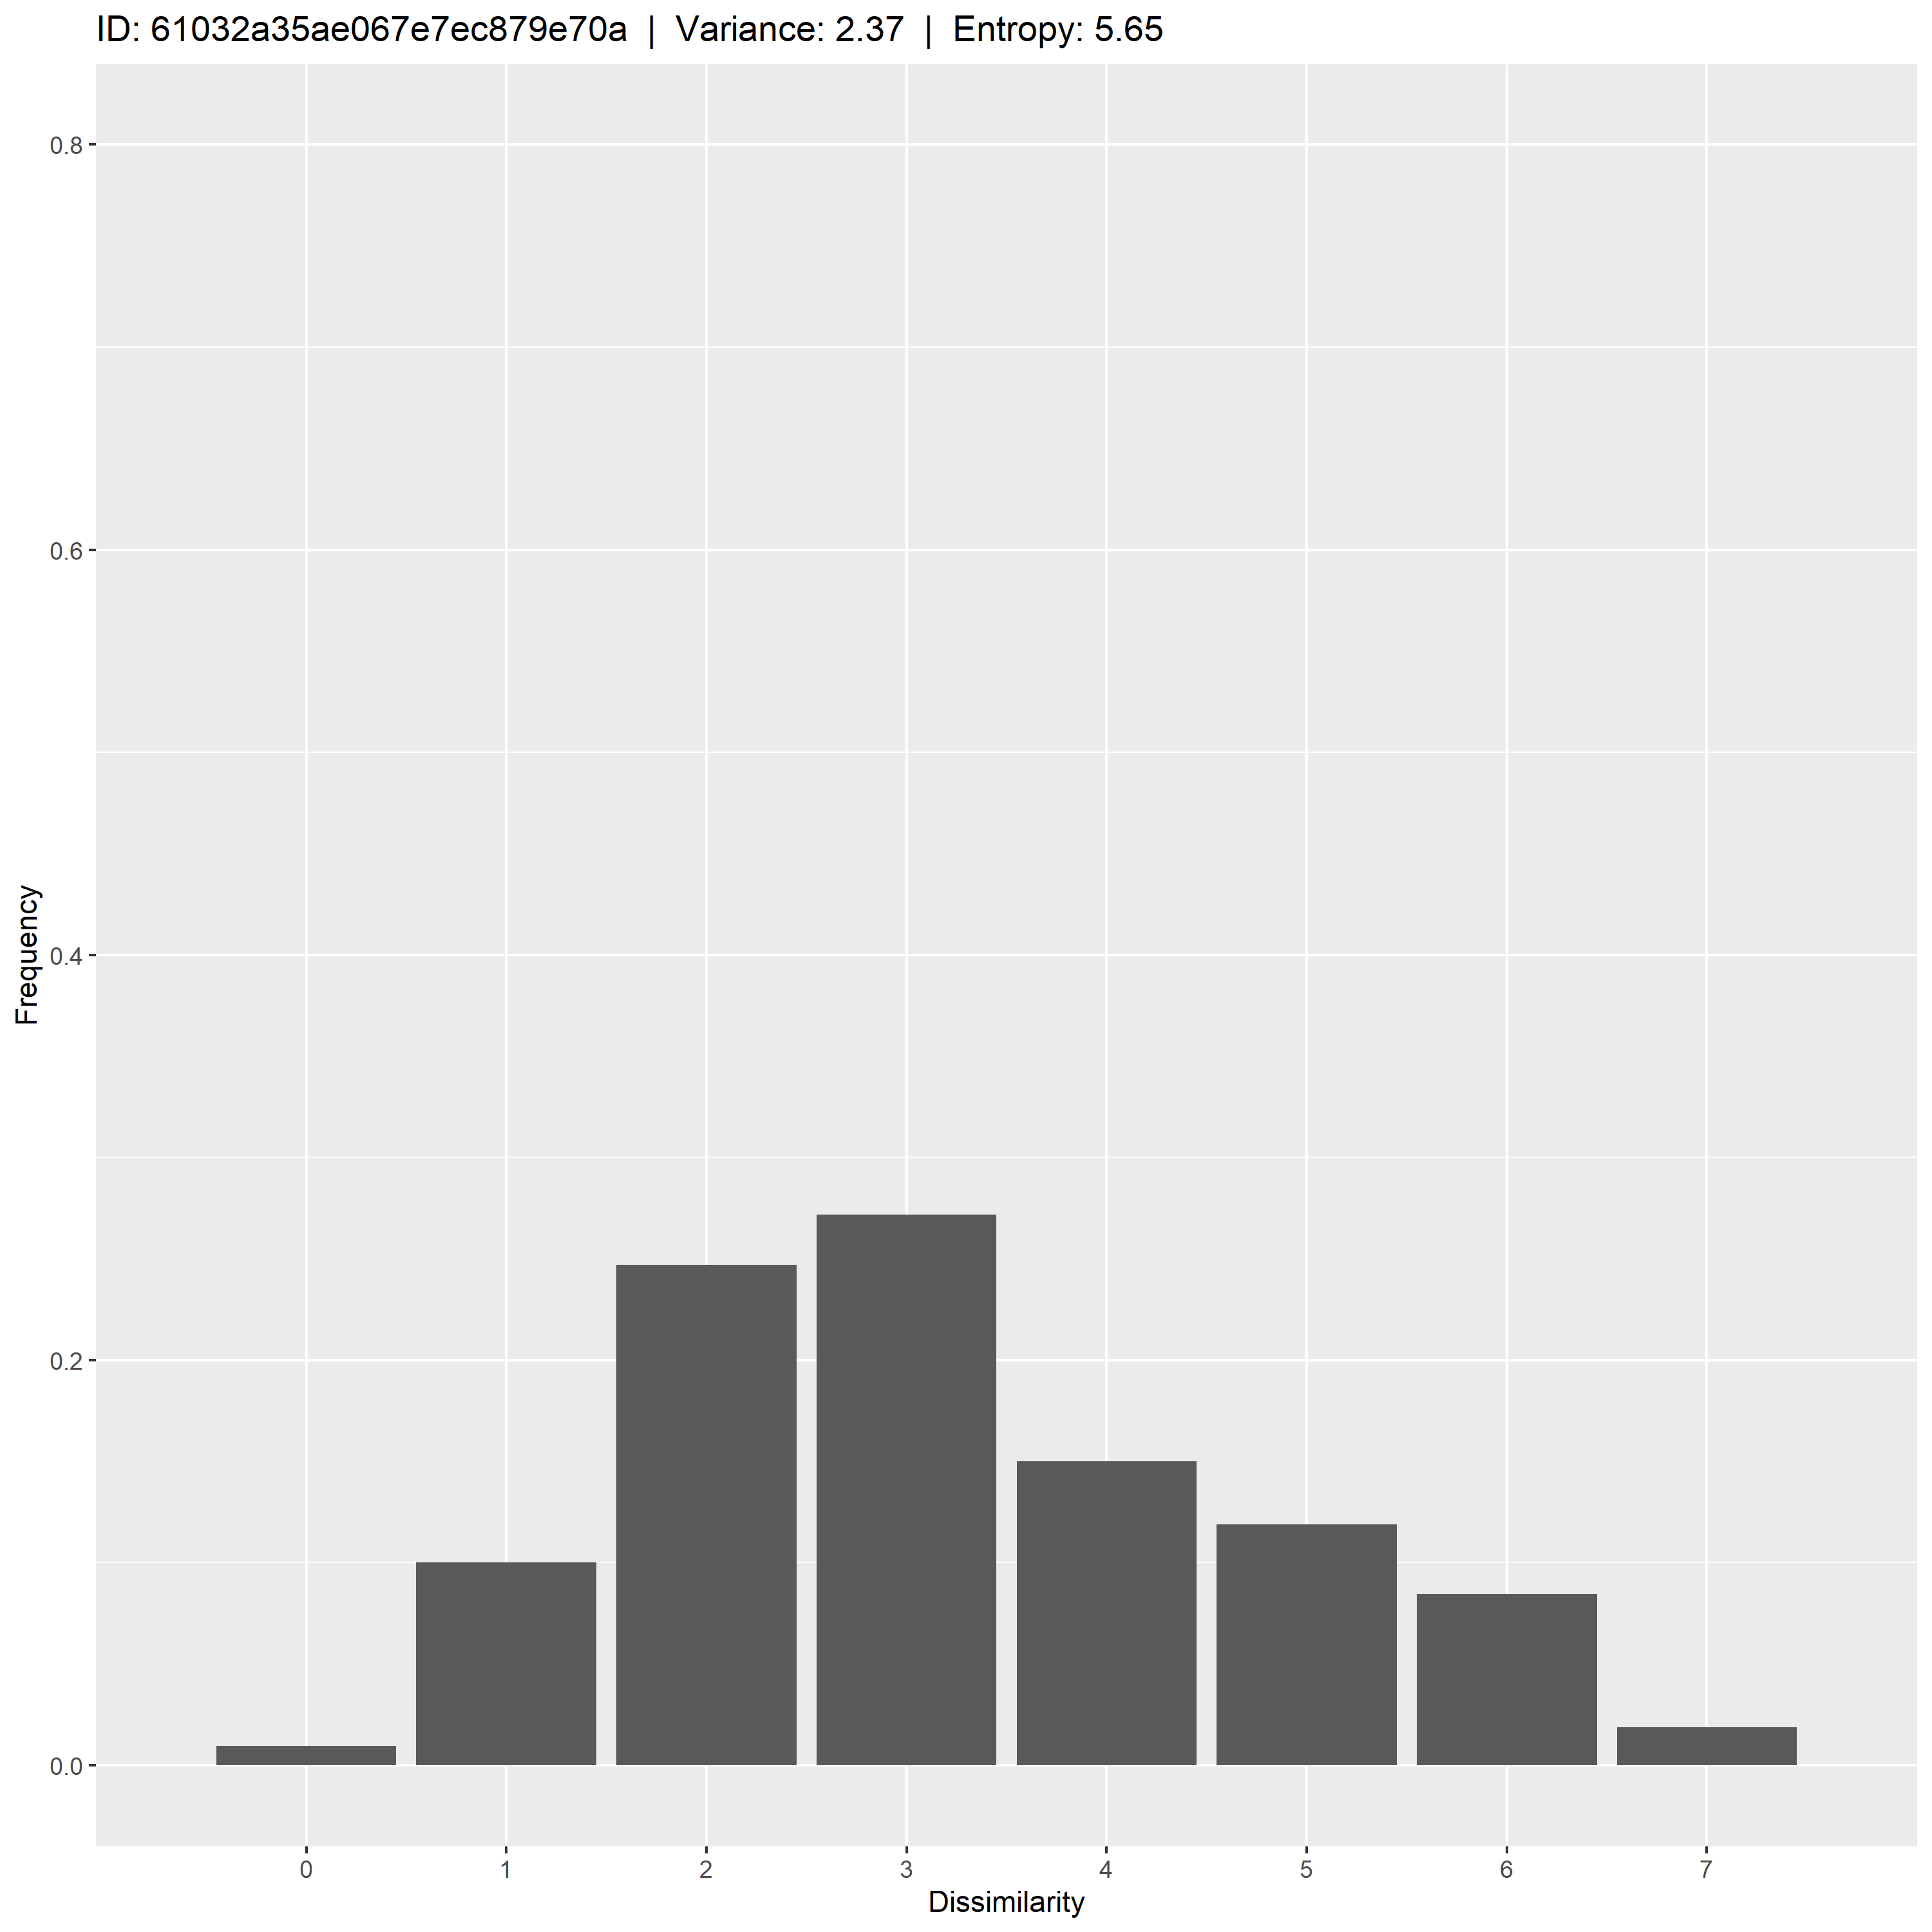 ID: 61032a35ae067e7ec879e70a | Variance: 2.37 | Entropy: 5.65
0.8
0.6
0.4
0.2
0.0
Frequency
0 1 2 3 4 5 6 7
Dissimilarity